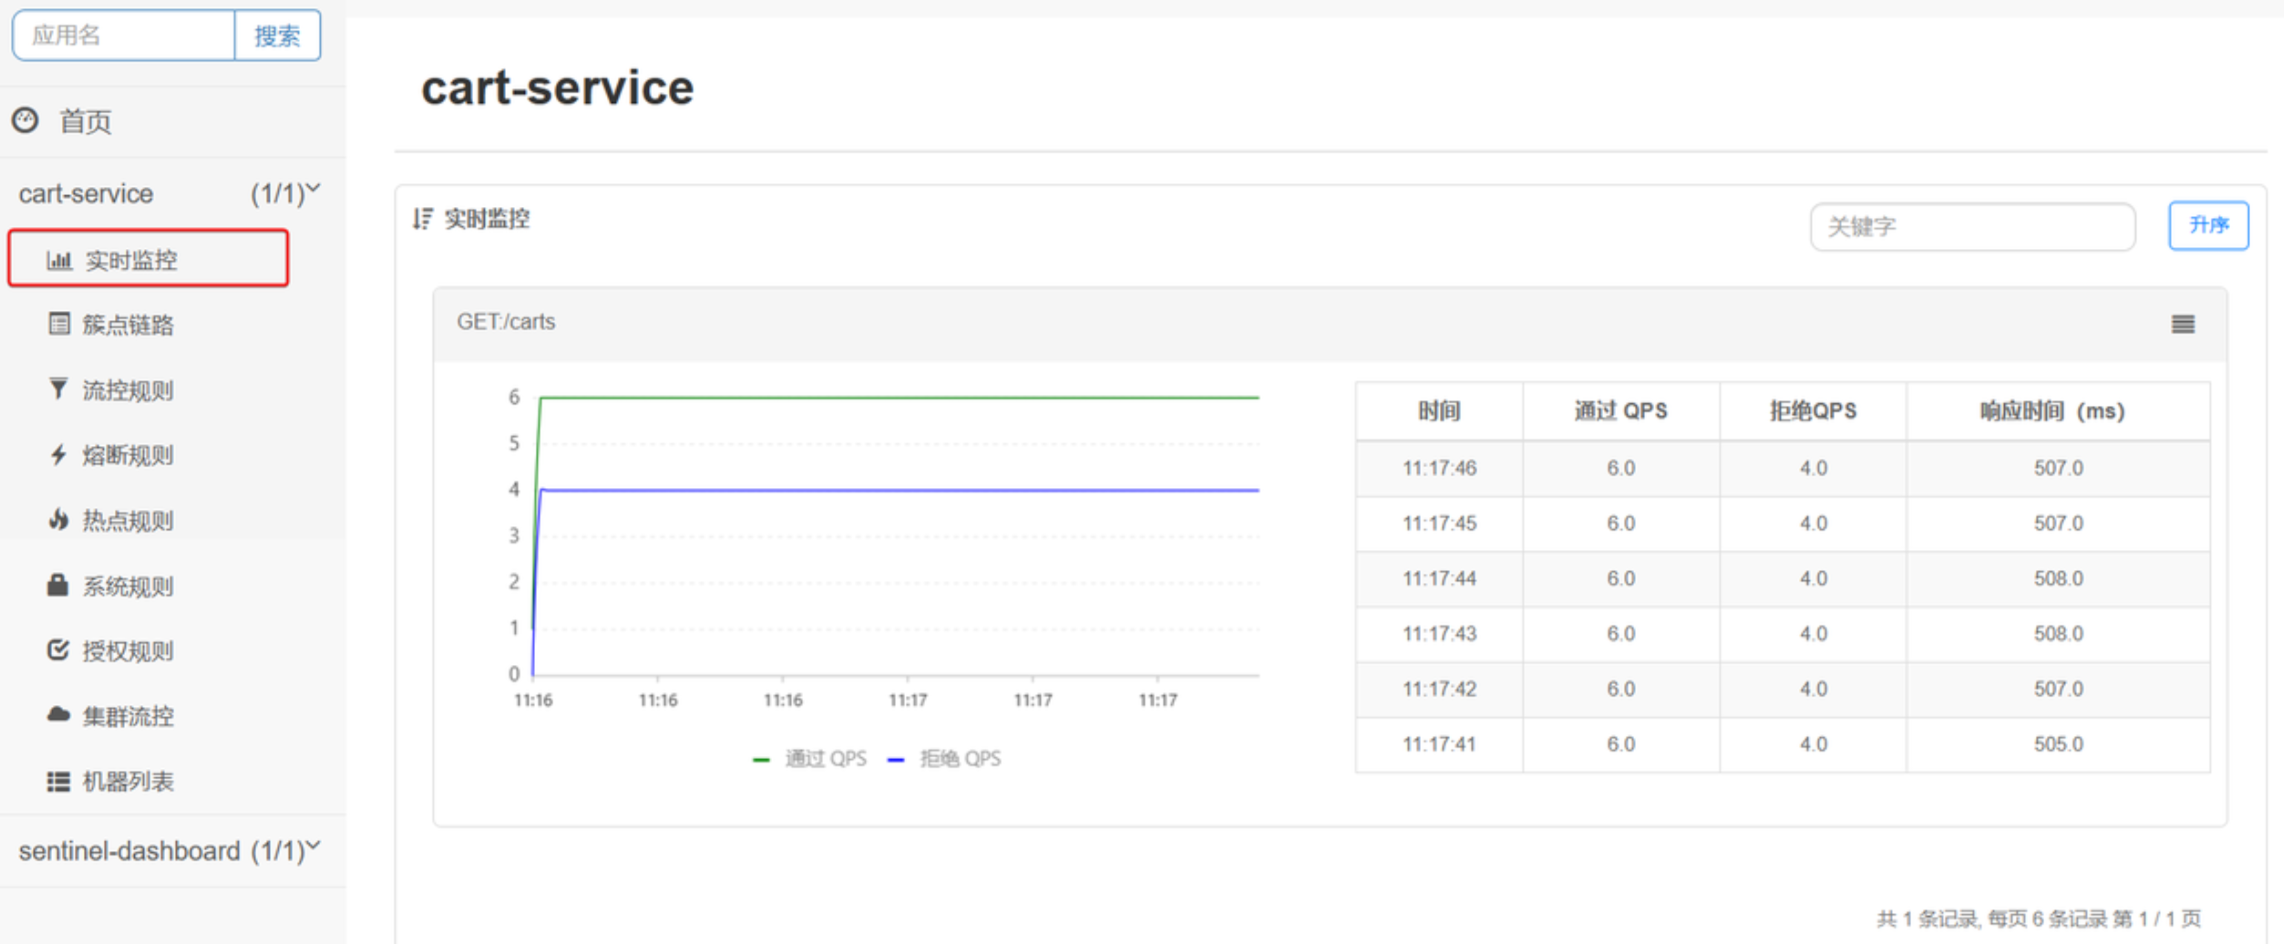 应用名 搜索
首页
cart-service (1/1)
实时监控
簇点链路
流控规则
熔断规则
热点规则
系统规则
授权规则
集群流控
机器列表
sentinel-dashboard (1/1)
cart-service
实时监控 关键字 升序
GET:/carts
6
5
4
3
2
1
0
11:16 11:16 11:16 11:17 11:17 11:17
通过 QPS 拒绝 QPS
时间 通过 QPS 拒绝QPS 响应时间（ms）
11:17:46 6.0 4.0 507.0
11:17:45 6.0 4.0 507.0
11:17:44 6.0 4.0 508.0
11:17:43 6.0 4.0 508.0
11:17:42 6.0 4.0 507.0
11:17:41 6.0 4.0 505.0
共 1 条记录, 每页 6 条记录 第 1 / 1 页